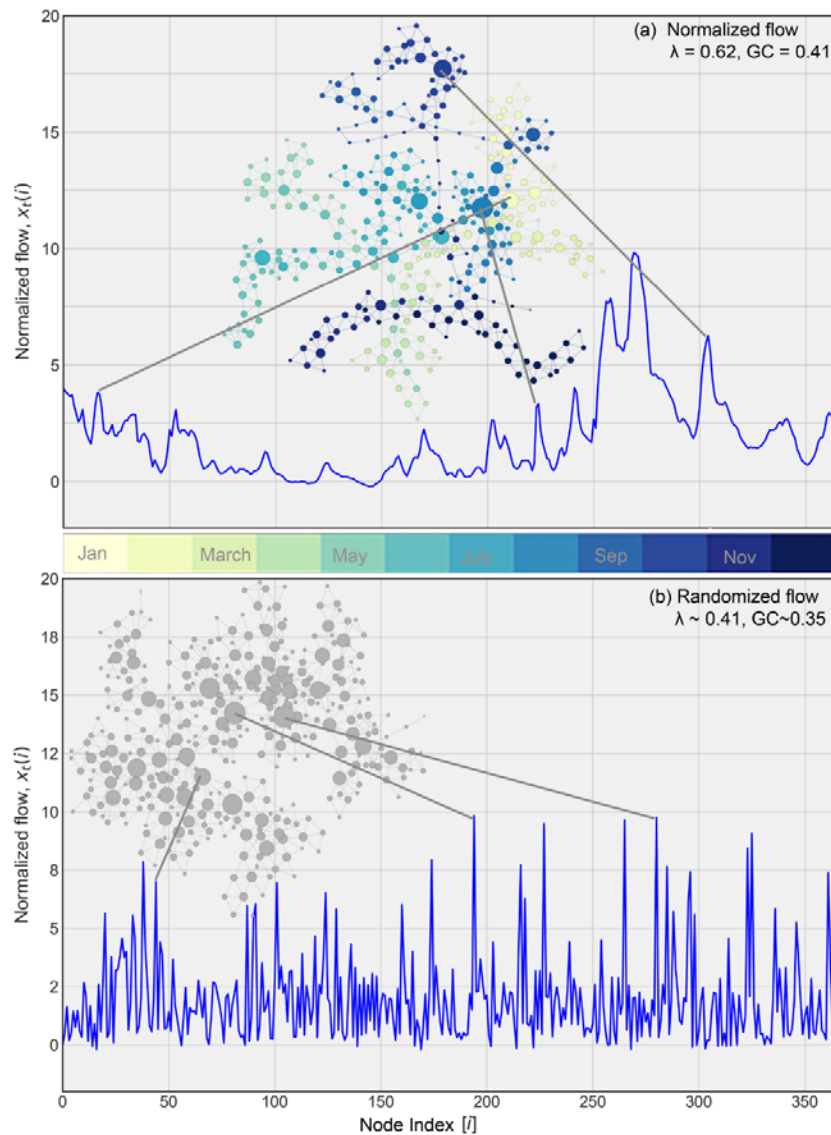 20
(a) Normalized flow
λ = 0.62, GC = 0.41
15
10
5
0
Normalized flow, xₜ(i)
Jan March May July Sep Nov
20
(b) Randomized flow
λ ~ 0.41, GC~0.35
18
15
12
10
8
5
2
0
Normalized flow, xₜ(i)
0 50 100 150 200 250 300 350
Node Index [i]